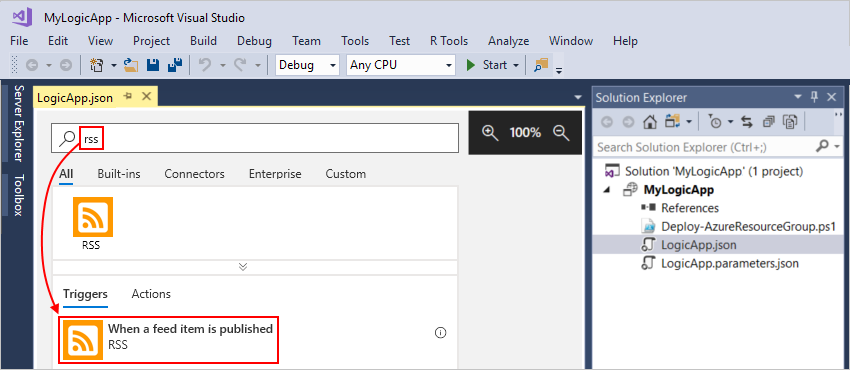 MyLogicApp - Microsoft Visual Studio
File Edit View Project Build Debug Team Tools Test R Tools Analyze Window Help
Debug Any CPU Start
Server Explorer
Toolbox
LogicApp.json
rss
100%
All Built-ins Connectors Enterprise Custom
RSS
Triggers Actions
When a feed item is published
RSS
Solution Explorer
Search Solution Explorer (Ctrl+;)
Solution 'MyLogicApp' (1 project)
MyLogicApp
References
Deploy-AzureResourceGroup.ps1
LogicApp.json
LogicApp.parameters.json